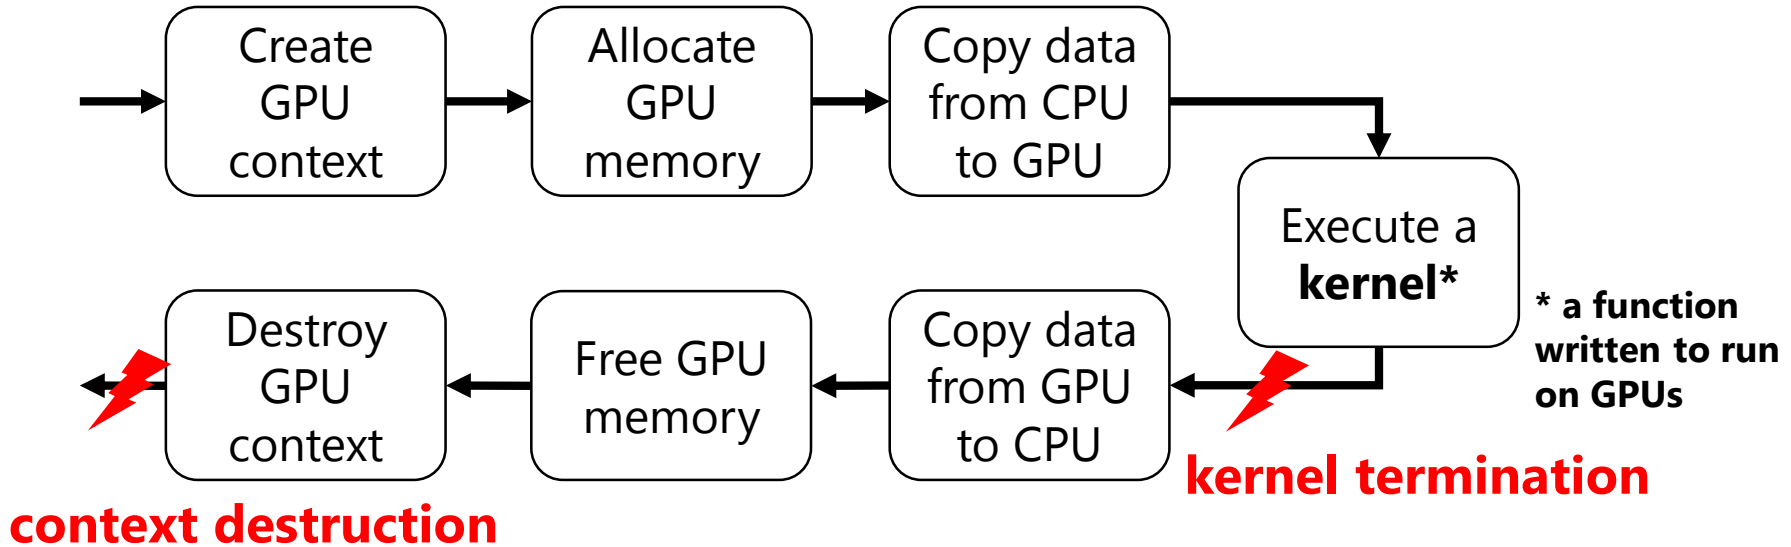 Create
GPU
context
Allocate
GPU
memory
Copy data
from CPU
to GPU
Execute a
kernel*
* a function
written to run
on GPUs
kernel termination
Copy data
from GPU
to CPU
Free GPU
memory
Destroy
GPU
context
context destruction